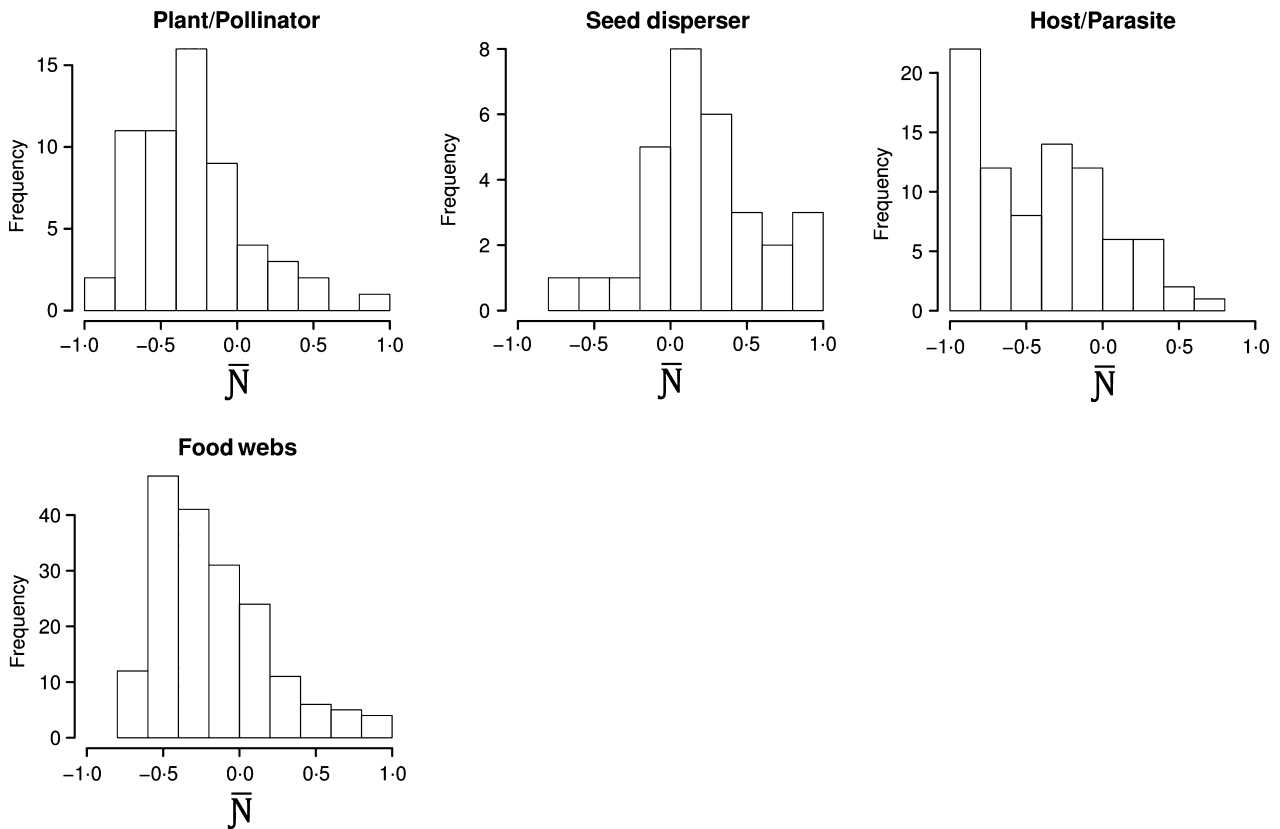 Plant/Pollinator
Frequency
15
10
5
0
−1·0 −0·5 0·0 0·5 1·0
N̅
Seed disperser
Frequency
8
6
4
2
0
−1·0 −0·5 0·0 0·5 1·0
N̅
Host/Parasite
Frequency
20
15
10
5
0
−1·0 −0·5 0·0 0·5 1·0
N̅
Food webs
Frequency
40
30
20
10
0
−1·0 −0·5 0·0 0·5 1·0
N̅